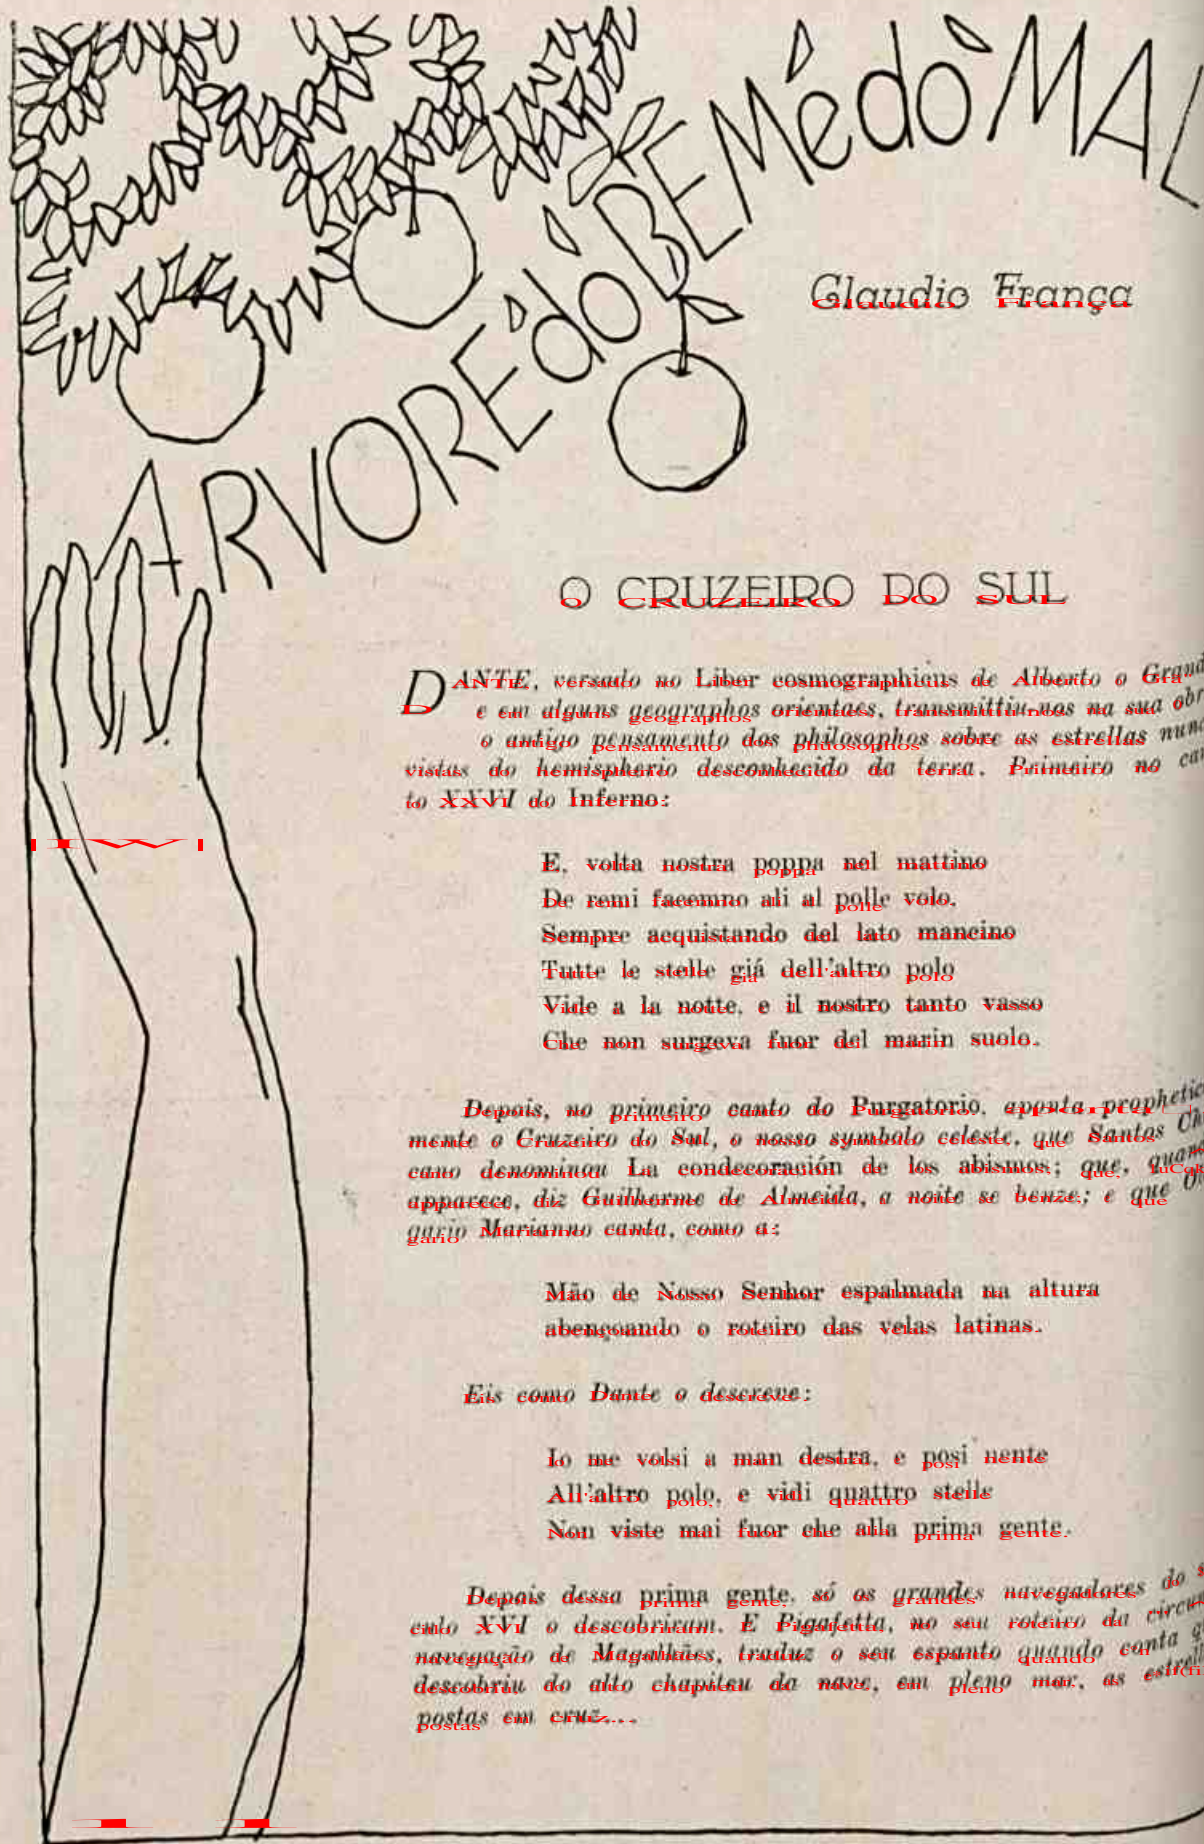 ARVORE do BEM e do MAL
Claudio França
O CRUZEIRO DO SUL
DANTE, versado no Liber cosmographicus de Alberto o Grand
e em alguns geographos orientaes, transmittiu-nos na sua obr
o antigo pensamento dos philosophos sobre as estrellas nunc
vistas do hemispherio desconhecido da terra. Primeiro no can
to XXVI do Inferno:
E, volta nostra poppa nel mattino
De remi facemno ali al polle volo,
Sempre acquistando del lato mancino
Tutte le stelle giá dell'altro polo
Vide a la notte, e il nostro tanto vasso
Che non surgeva fuor del marin suolo.
Depois, no primeiro canto do Purgatorio, aponta prophetica
mente o Cruzeiro do Sul, o nosso symbolo celeste, que Santos Cho
cano denominou La condecoración de los abismos; que, quand
apparece, diz Guilherme de Almeida, a noite se benze; e que Ole
gario Marianno canta, como a:
Mão de Nosso Senhor espalmada na altura
abençoando o roteiro das velas latinas.
Eis como Dante o descreve:
Io me volsi a man destra, e posi nente
All'altro polo, e vidi quattro stelle
Non viste mai fuor che alla prima gente.
Depois dessa prima gente, só os grandes navegadores do s
culo XVI o descobriram. E Pigafetta, no seu roteiro da circum
navegação de Magalhães, traduz o seu espanto quando conta q
descobriu do alto chapiteu da nave, em pleno mar, as estrell
postas em cruz...